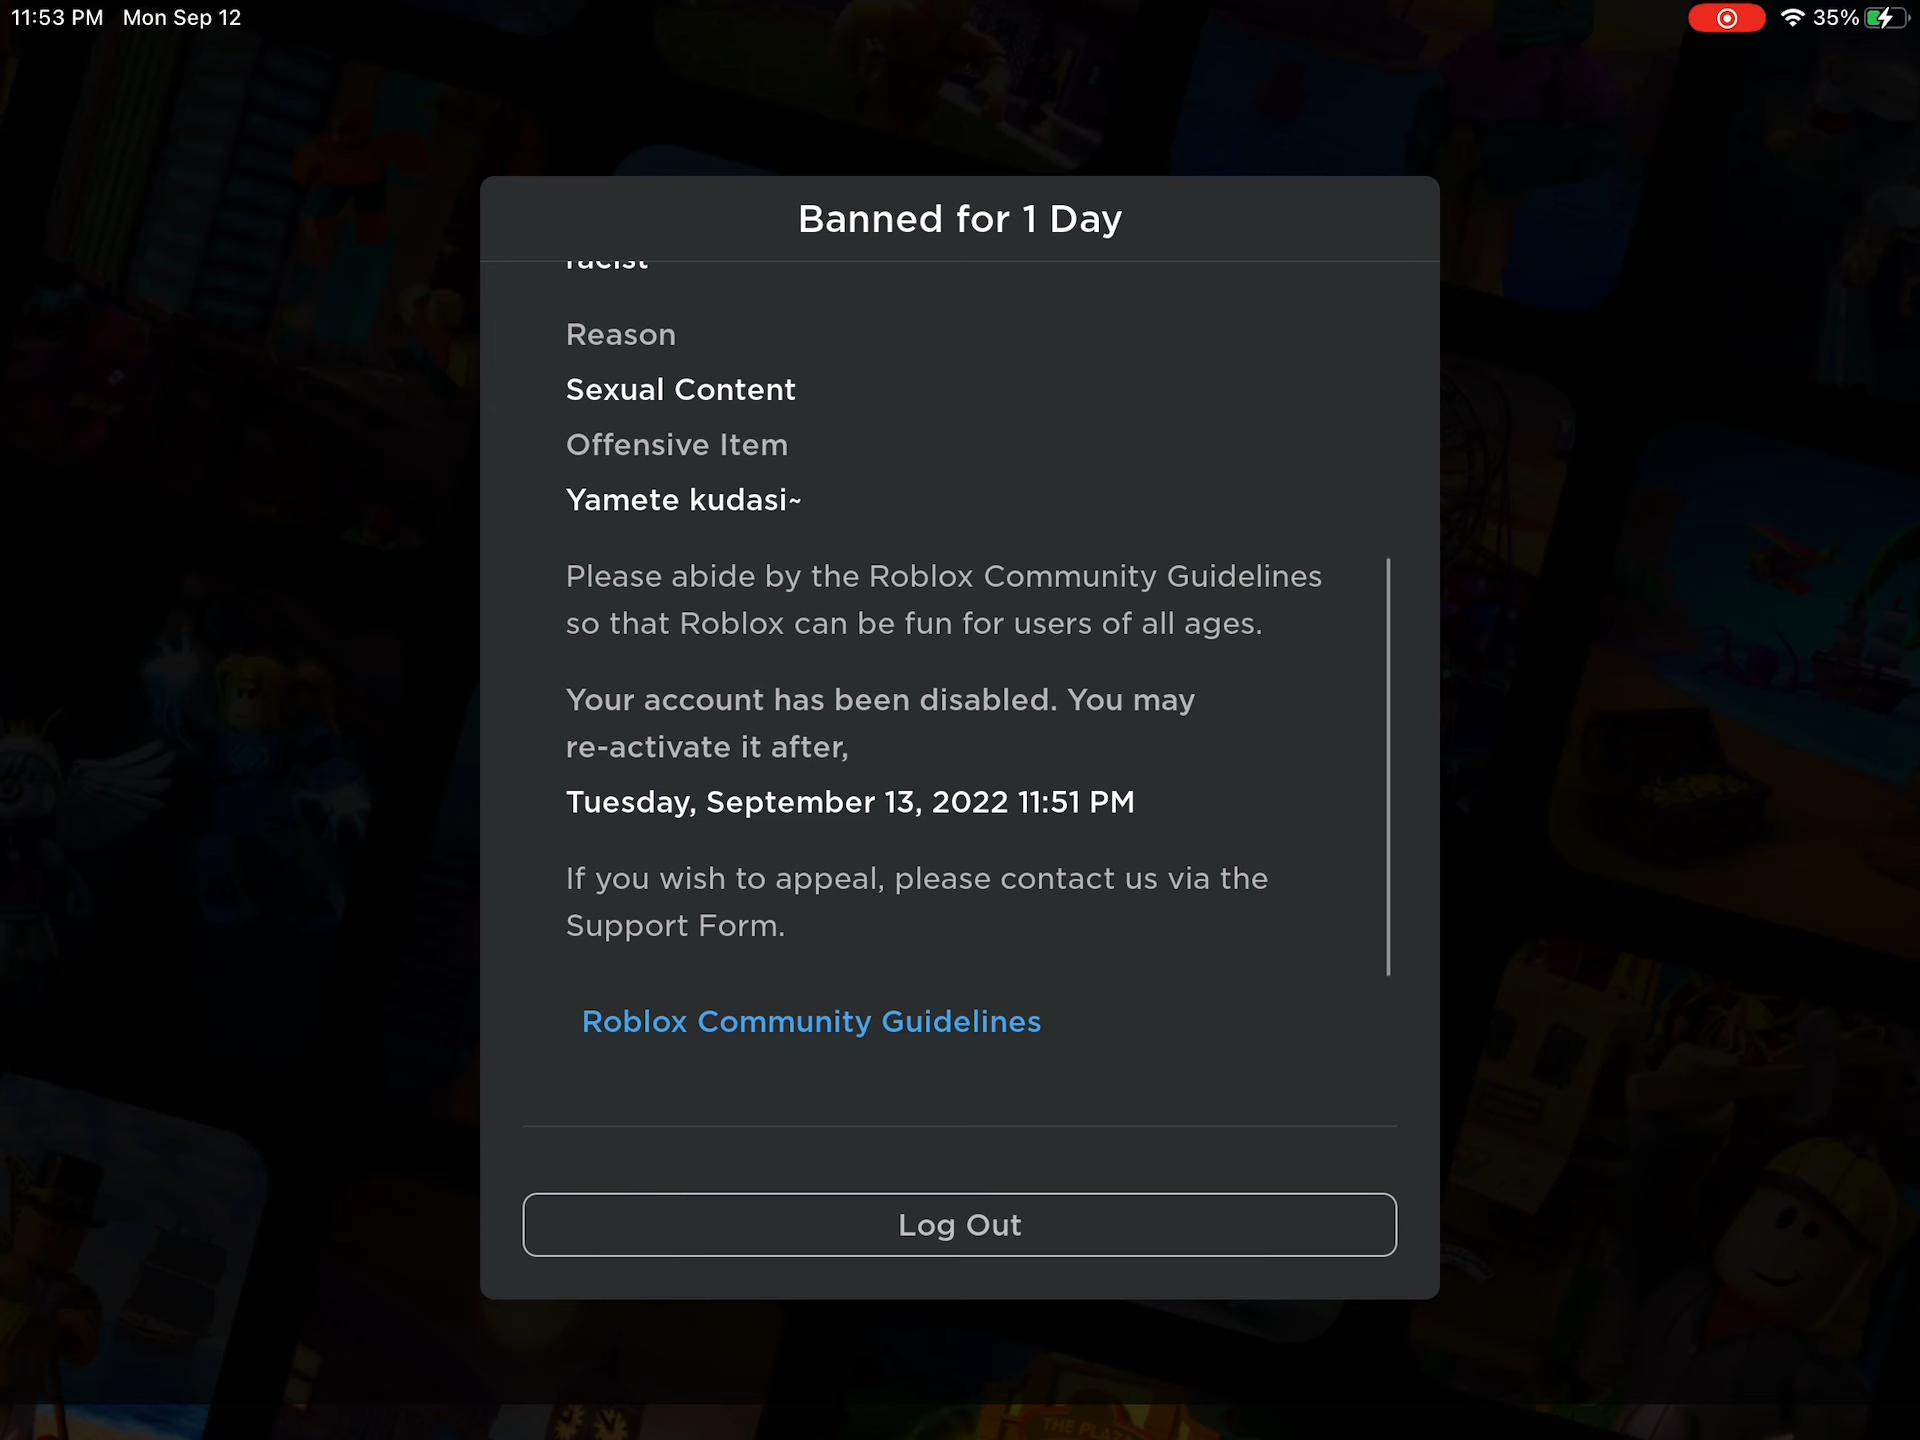 11:53 PM Mon Sep 12
35%
Banned for 1 Day
racist
Reason
Sexual Content
Offensive Item
Yamete kudasi~
Please abide by the Roblox Community Guidelines
so that Roblox can be fun for users of all ages.
Your account has been disabled. You may
re-activate it after,
Tuesday, September 13, 2022 11:51 PM
If you wish to appeal, please contact us via the
Support Form.
Roblox Community Guidelines
Log Out
THE PLAZA